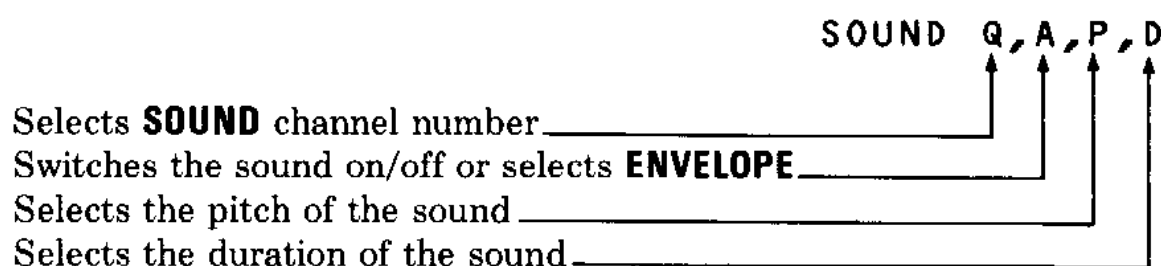 SOUND Q,A,P,D
Selects SOUND channel number
Switches the sound on/off or selects ENVELOPE
Selects the pitch of the sound
Selects the duration of the sound